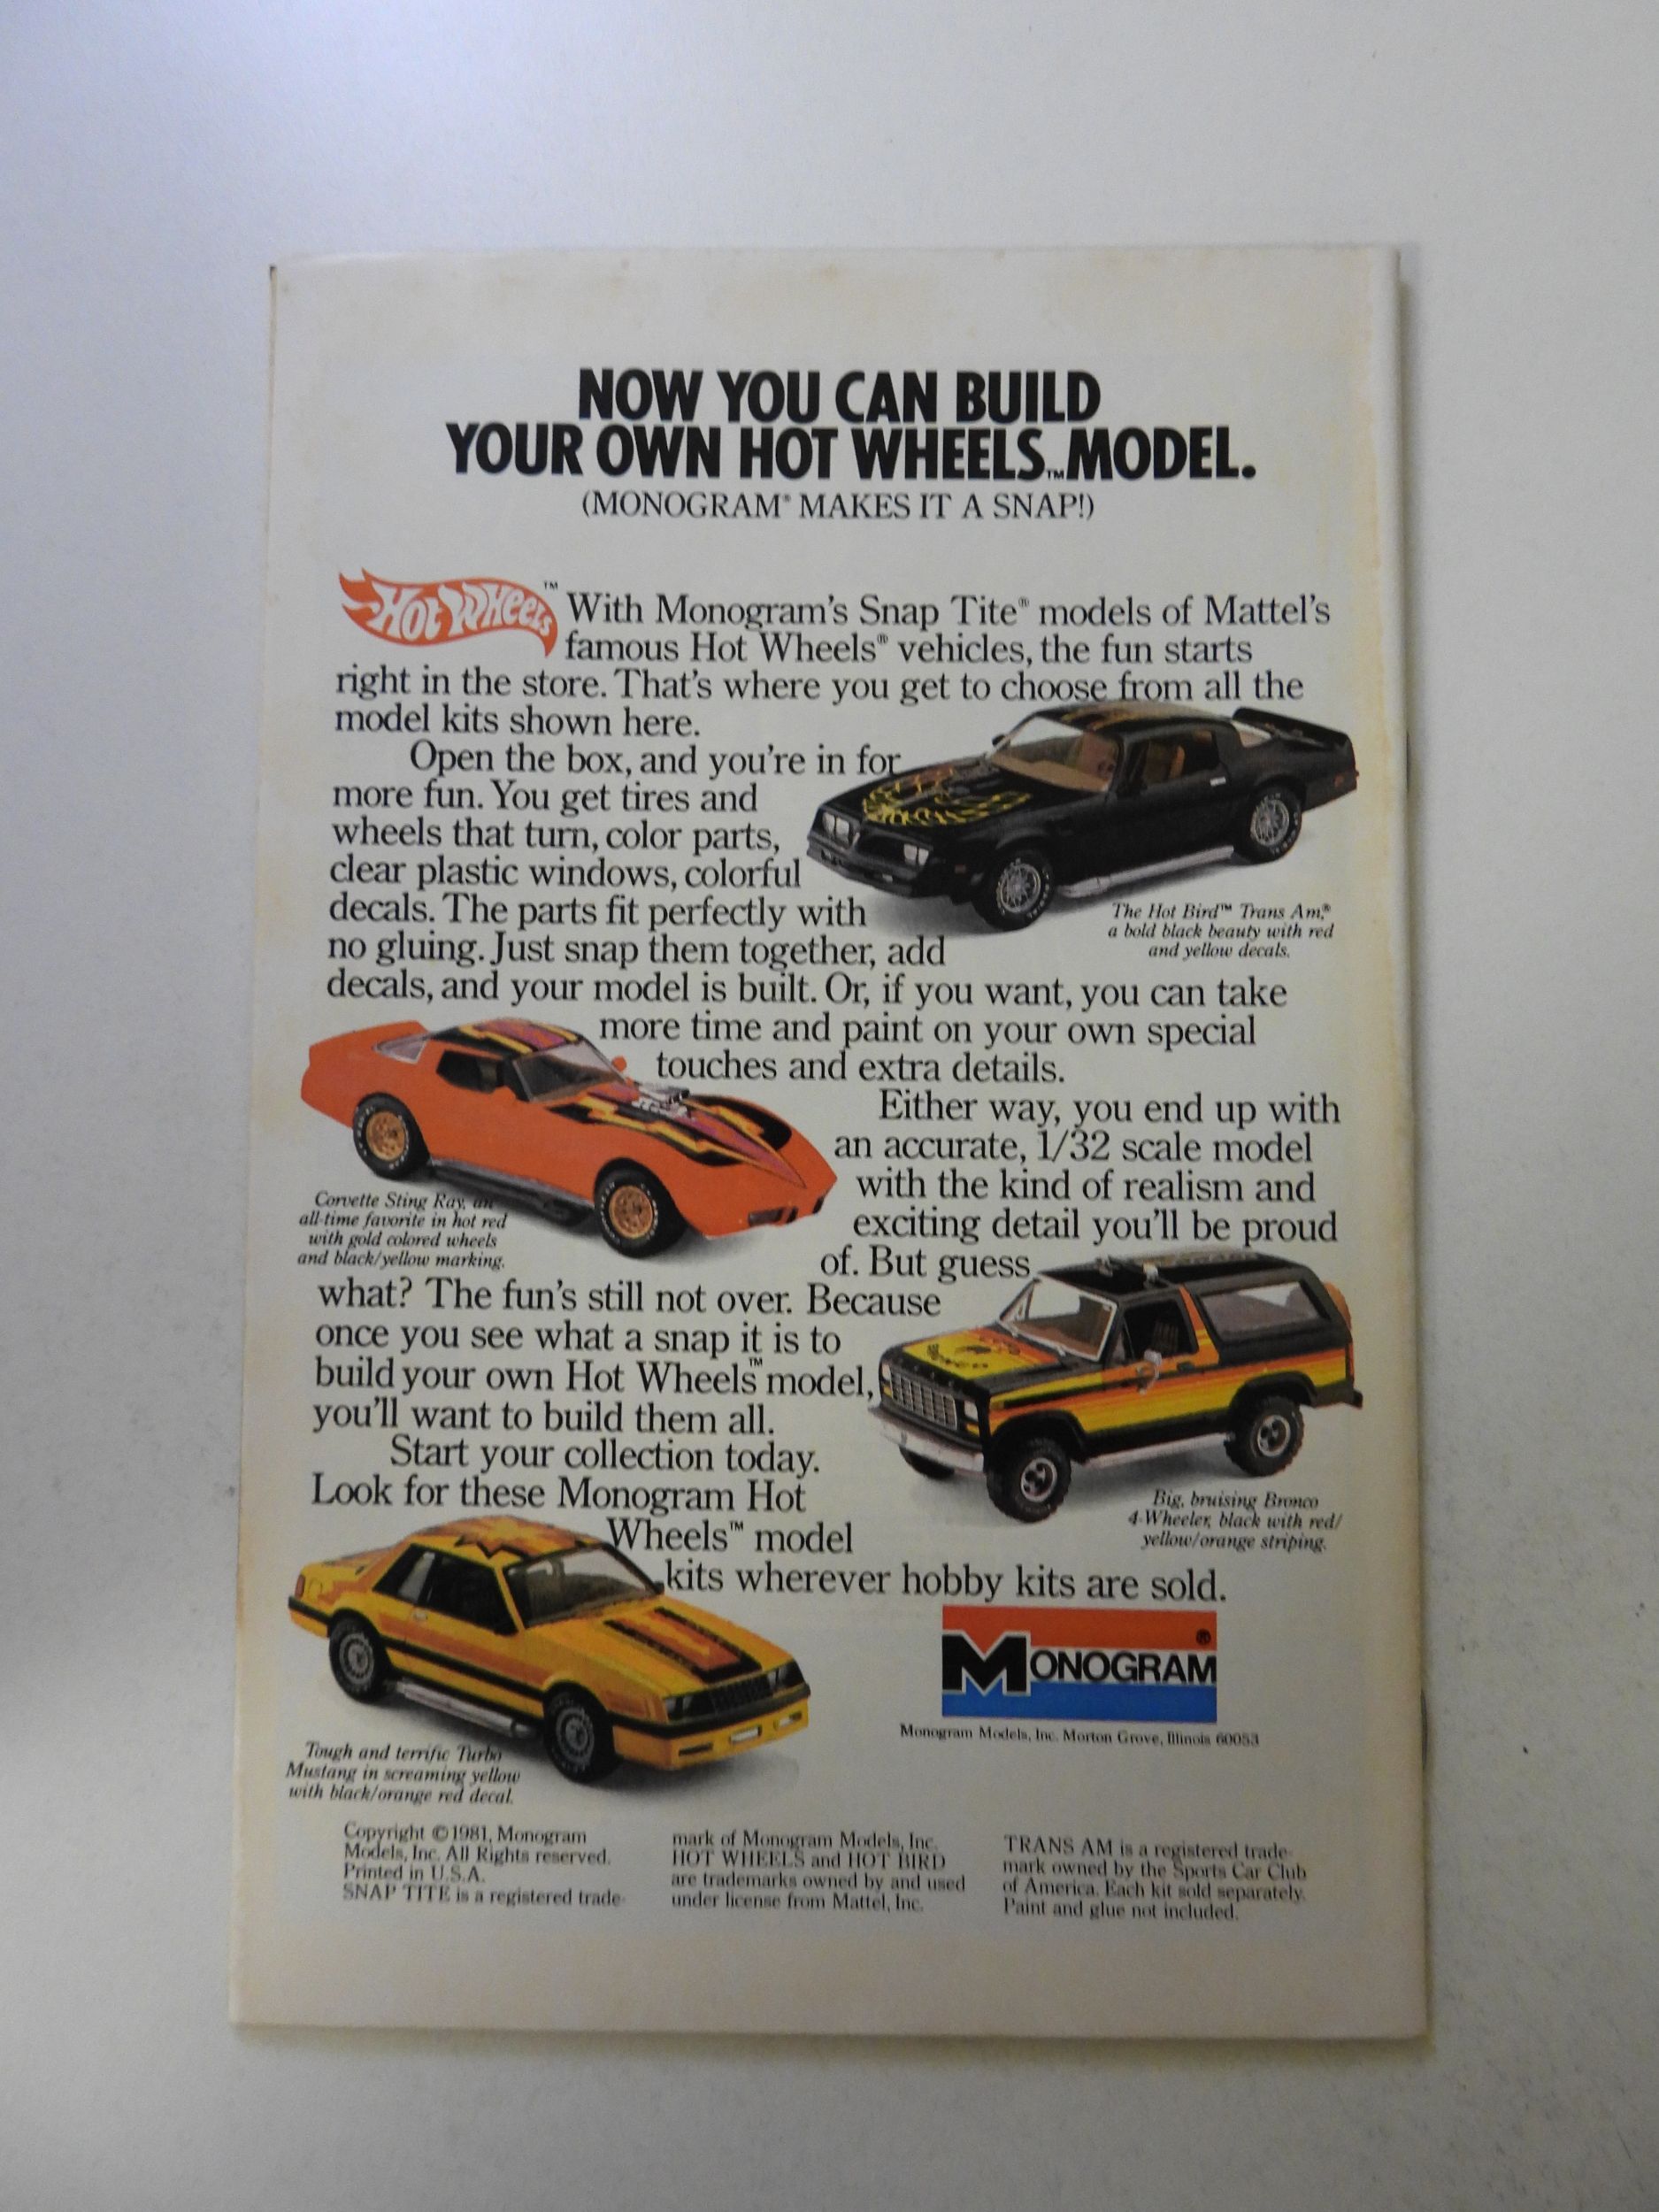 NOW YOU CAN BUILD
YOUR OWN HOT WHEELS™ MODEL.
(MONOGRAM® MAKES IT A SNAP!)
Hot Wheels™
With Monogram's Snap Tite® models of Mattel's
famous Hot Wheels® vehicles, the fun starts
right in the store. That's where you get to choose from all the
model kits shown here.
Open the box, and you're in for
more fun. You get tires and
wheels that turn, color parts,
clear plastic windows, colorful
decals. The parts fit perfectly with
no gluing. Just snap them together, add
decals, and your model is built. Or, if you want, you can take
more time and paint on your own special
touches and extra details.
The Hot Bird™ Trans Am,®
a bold black beauty with red
and yellow decals.
Either way, you end up with
an accurate, 1/32 scale model
with the kind of realism and
exciting detail you'll be proud
of. But guess
what? The fun's still not over. Because
once you see what a snap it is to
build your own Hot Wheels™ model,
you'll want to build them all.
Corvette Sting Ray, an
all-time favorite in hot red
with gold colored wheels
and black/yellow marking.
Start your collection today.
Look for these Monogram Hot
Wheels™ model
kits wherever hobby kits are sold.
Big, bruising Bronco
4-Wheeler, black with red/
yellow/orange striping.
MONOGRAM®
Monogram Models, Inc. Morton Grove, Illinois 60053
Tough and terrific Turbo
Mustang in screaming yellow
with black/orange red decal.
Copyright ©1981, Monogram
Models, Inc. All Rights reserved.
Printed in U.S.A.
SNAP TITE is a registered trade-
mark of Monogram Models, Inc.
HOT WHEELS and HOT BIRD
are trademarks owned by and used
under license from Mattel, Inc.
TRANS AM is a registered trade-
mark owned by the Sports Car Club
of America. Each kit sold separately.
Paint and glue not included.